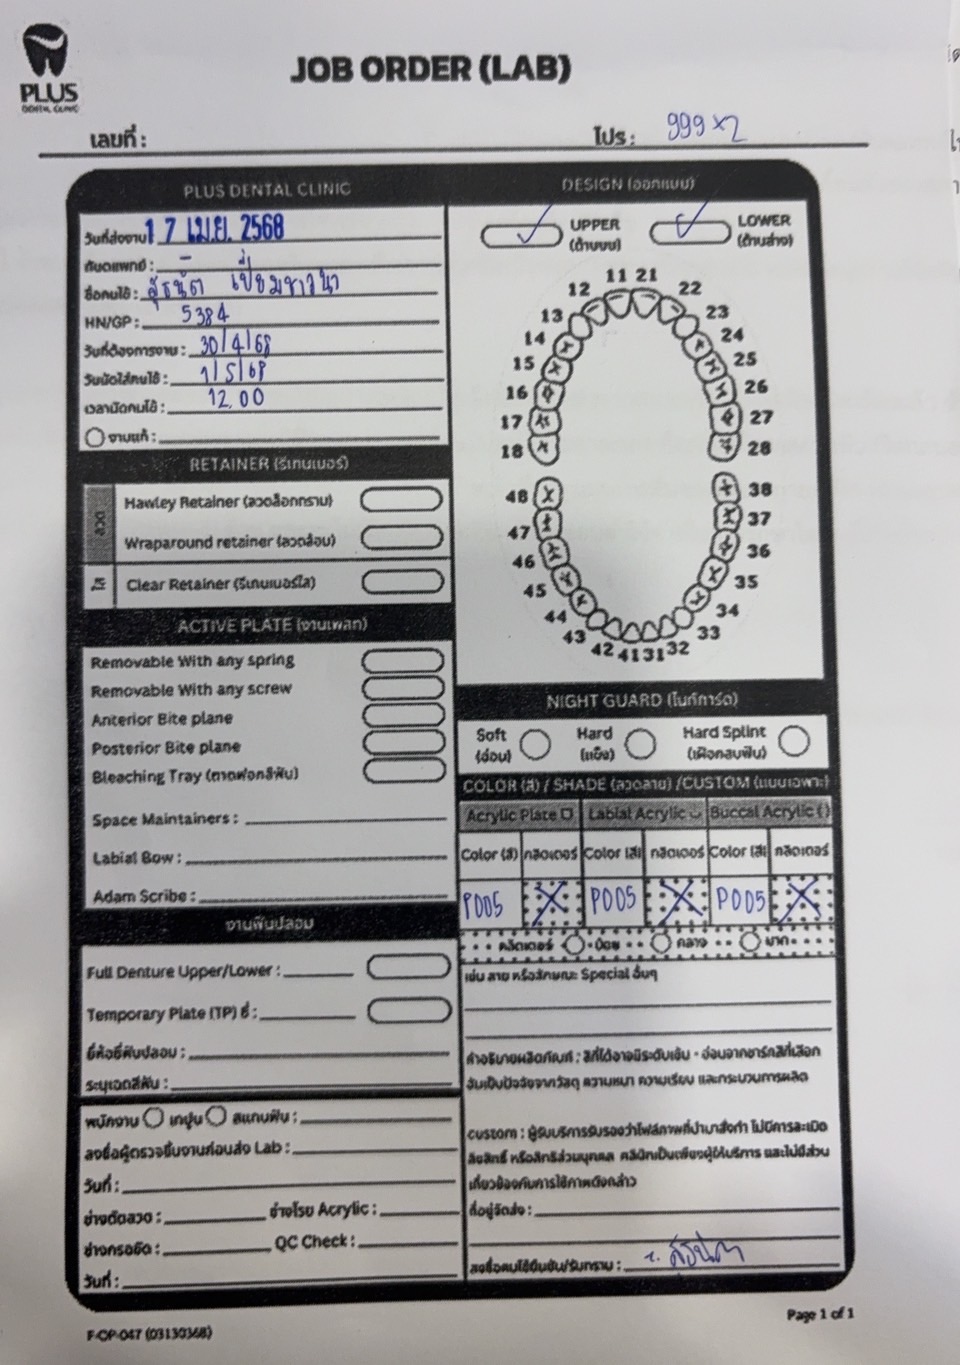 PLUS
DENTAL CLINIC
JOB ORDER (LAB)
เลขที่ :
โปร : 999 x2
PLUS DENTAL CLINIC
วันที่ส่งงาน 17 เม.ย. 2568
ทันตแพทย์ : -
ชื่อคนไข้ :
HN/GP : 5384
วันที่ต้องการงาน : 30/4/68
วันนัดใส่คนไข้ : 1/5/68
เวลานัดคนไข้ : 12.00
งานแก้ :
RETAINER (รีเทนเนอร์)
ลวด
Hawley Retainer (ลวดล็อกกราม)
Wraparound retainer (ลวดล้อม)
ใส
Clear Retainer (รีเทนเนอร์ใส)
ACTIVE PLATE (งานเพลท)
Removable With any spring
Removable With any screw
Anterior Bite plane
Posterior Bite plane
Bleaching Tray (ถาดฟอกสีฟัน)
Space Maintainers :
Labial Bow :
Adam Scribe :
งานฟันปลอม
Full Denture Upper/Lower :
Temporary Plate (TP) ซี่ :
ยี่ห้อซี่ฟันปลอม :
ระบุเฉดสีฟัน :
พนักงาน เทปูน สแกนฟัน :
ลงชื่อผู้ตรวจชิ้นงานก่อนส่ง Lab :
วันที่ :
ช่างดัดลวด : ช่างโรย Acrylic :
ช่างกรอขัด : QC Check :
วันที่ :
DESIGN (ออกแบบ)
UPPER
(ด้านบน)
LOWER
(ด้านล่าง)
11 21
12 22
13 23
14 24
15 25
16 26
17 27
18 28
48 38
47 37
46 36
45 35
44 34
43 33
42 41 31 32
NIGHT GUARD (ไนท์การ์ด)
Soft
(อ่อน)
Hard
(แข็ง)
Hard Splint
(เฝือกสบฟัน)
COLOR (สี) / SHADE (ลวดลาย) /CUSTOM (แบบเฉพาะ)
Acrylic Plate Labial Acrylic Buccal Acrylic
Color (สี) กลิตเตอร์ Color (สี) กลิตเตอร์ Color (สี) กลิตเตอร์
P005 P005 P005
กลิตเตอร์ น้อย กลาง มาก
เช่น ลาย หรือลักษณะ Special อื่นๆ
คำอธิบายผลิตภัณฑ์ : สีที่ได้อาจมีระดับเข้ม - อ่อนจากชาร์ทสีที่เลือก
อันเป็นปัจจัยจากวัสดุ ความหนา ความเรียบ และกระบวนการผลิต
custom : ผู้รับบริการรับรองว่าไฟล์ภาพที่นำมาสั่งทำ ไม่มีการละเมิด
ลิขสิทธิ์ หรือสิทธิส่วนบุคคล คลินิกเป็นเพียงผู้ให้บริการ และไม่มีส่วน
เกี่ยวข้องกับการใช้ภาพดังกล่าว
ที่อยู่จัดส่ง :
ลงชื่อคนไข้ยืนยัน/รับทราบ :
Page 1 of 1
F-OP-047 (03130368)